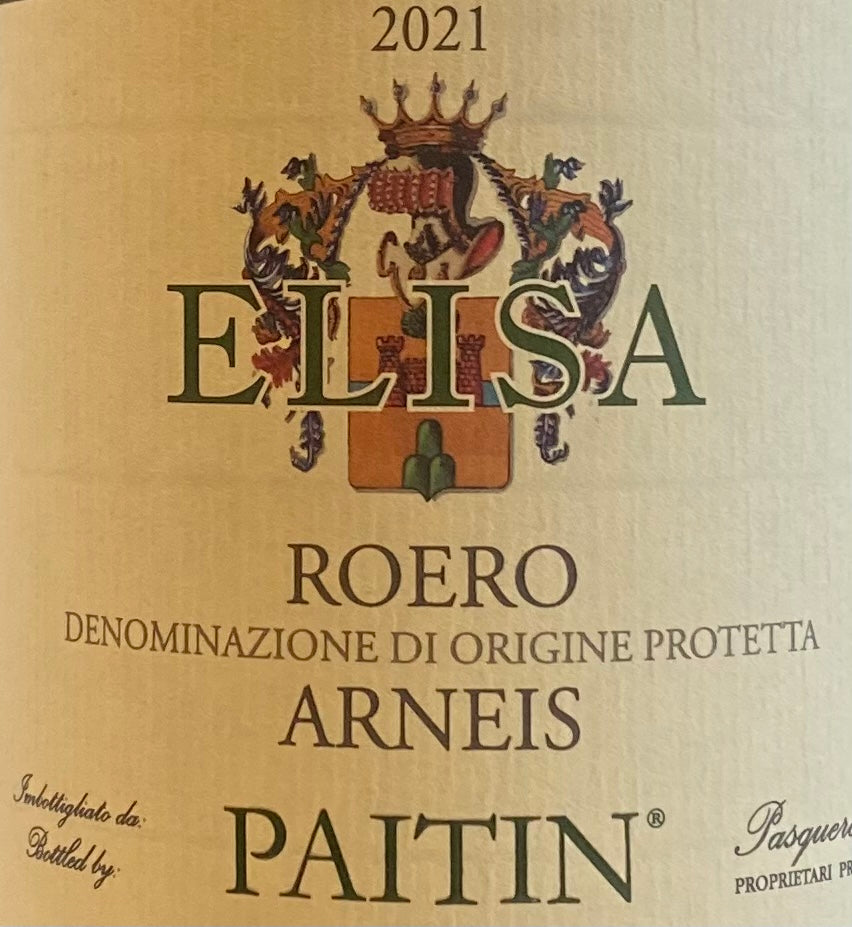 2021
ELISA
ROERO
DENOMINAZIONE DI ORIGINE PROTETTA
ARNEIS
Imbottigliato da:
Bottled by:
PAITIN®
PROPRIETARI